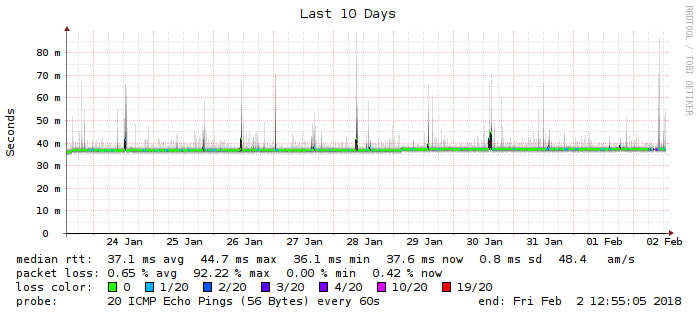 Last 10 Days
RRDTOOL / TOBI OETIKER
Seconds
80 m
70 m
60 m
50 m
40 m
30 m
20 m
10 m
0
24 Jan 25 Jan 26 Jan 27 Jan 28 Jan 29 Jan 30 Jan 31 Jan 01 Feb 02 Feb
median rtt: 37.1 ms avg 44.7 ms max 36.1 ms min 37.6 ms now 0.8 ms sd 48.4 am/s
packet loss: 0.65 % avg 92.22 % max 0.00 % min 0.42 % now
loss color: 0 1/20 2/20 3/20 4/20 10/20 19/20
probe: 20 ICMP Echo Pings (56 Bytes) every 60s end: Fri Feb 2 12:55:05 2018